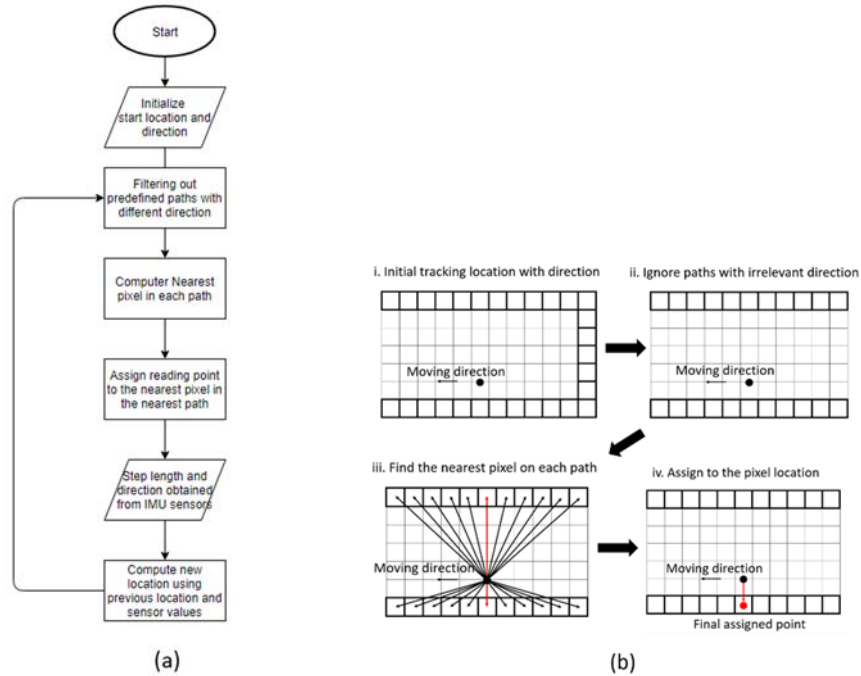 Start
Initialize
start location and
direction
Filtering out
predefined paths with
different direction
Computer Nearest
pixel in each path
Assign reading point
to the nearest pixel in
the nearest path
Step length and
direction obtained
from IMU sensors
Compute new
location using
previous location and
sensor values
(a)
i. Initial tracking location with direction
Moving direction
ii. Ignore paths with irrelevant direction
Moving direction
iii. Find the nearest pixel on each path
Moving direction
iv. Assign to the pixel location
Moving direction
Final assigned point
(b)